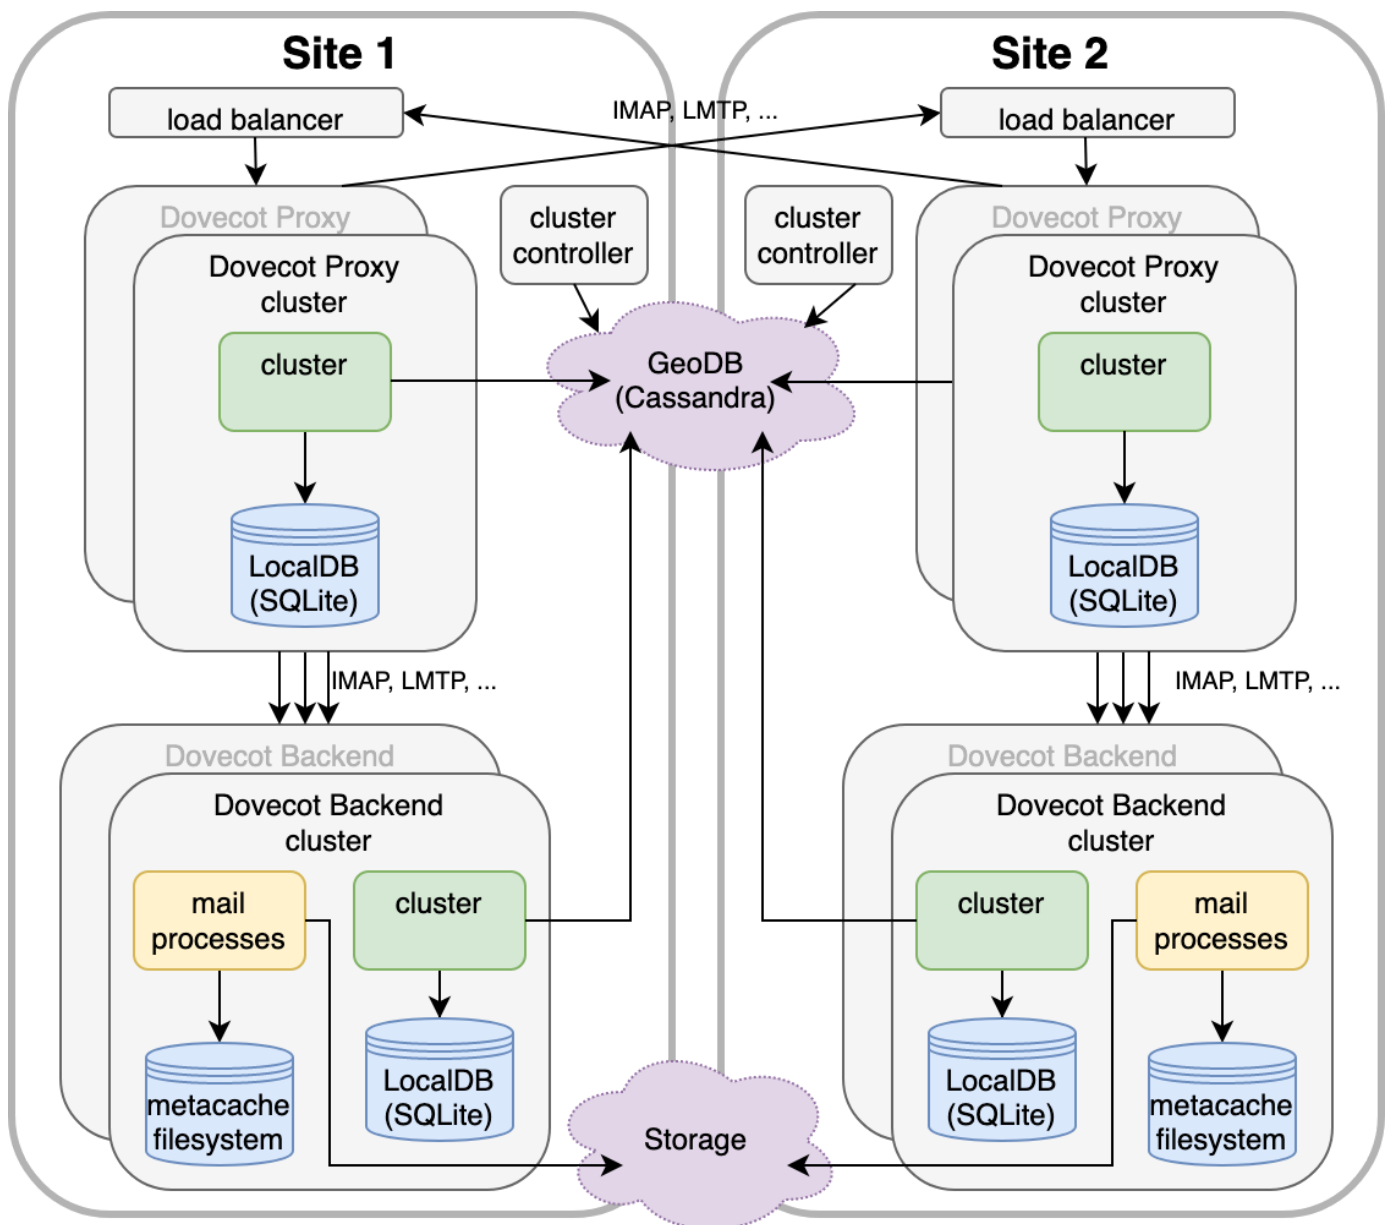 Site 1
Site 2
load balancer
IMAP, LMTP, ...
load balancer
Dovecot Proxy
Dovecot Proxy
cluster
cluster
LocalDB
(SQLite)
cluster
controller
cluster
controller
GeoDB
(Cassandra)
Dovecot Proxy
Dovecot Proxy
cluster
cluster
LocalDB
(SQLite)
IMAP, LMTP, ...
IMAP, LMTP, ...
Dovecot Backend
Dovecot Backend
cluster
mail
processes
cluster
metacache
filesystem
LocalDB
(SQLite)
Storage
Dovecot Backend
Dovecot Backend
cluster
cluster
mail
processes
LocalDB
(SQLite)
metacache
filesystem